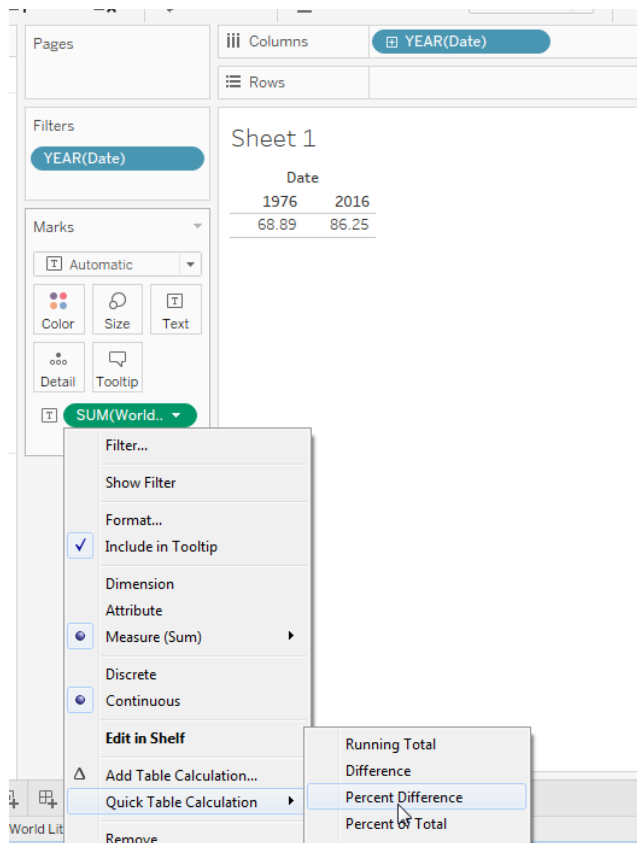 Pages
iii Columns
YEAR(Date)
Rows
Filters
YEAR(Date)
Sheet 1
Date
1976 2016
68.89 86.25
Marks
T Automatic
Color Size Text
Detail Tooltip
T SUM(World..
Filter...
Show Filter
Format...
Include in Tooltip
Dimension
Attribute
Measure (Sum)
Discrete
Continuous
Edit in Shelf
Add Table Calculation...
Quick Table Calculation
Remove
Running Total
Difference
Percent Difference
Percent of Total
World Lit